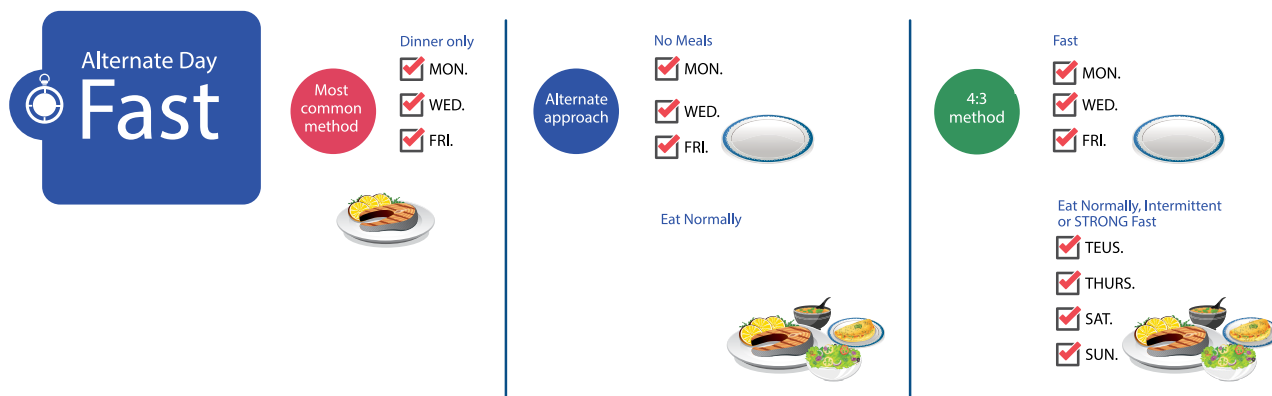 Alternate Day
Fast
Most
common
method
Dinner only
MON.
WED.
FRI.
Alternate
approach
No Meals
MON.
WED.
FRI.
Eat Normally
4:3
method
Fast
MON.
WED.
FRI.
Eat Normally, Intermittent
or STRONG Fast
TEUS.
THURS.
SAT.
SUN.